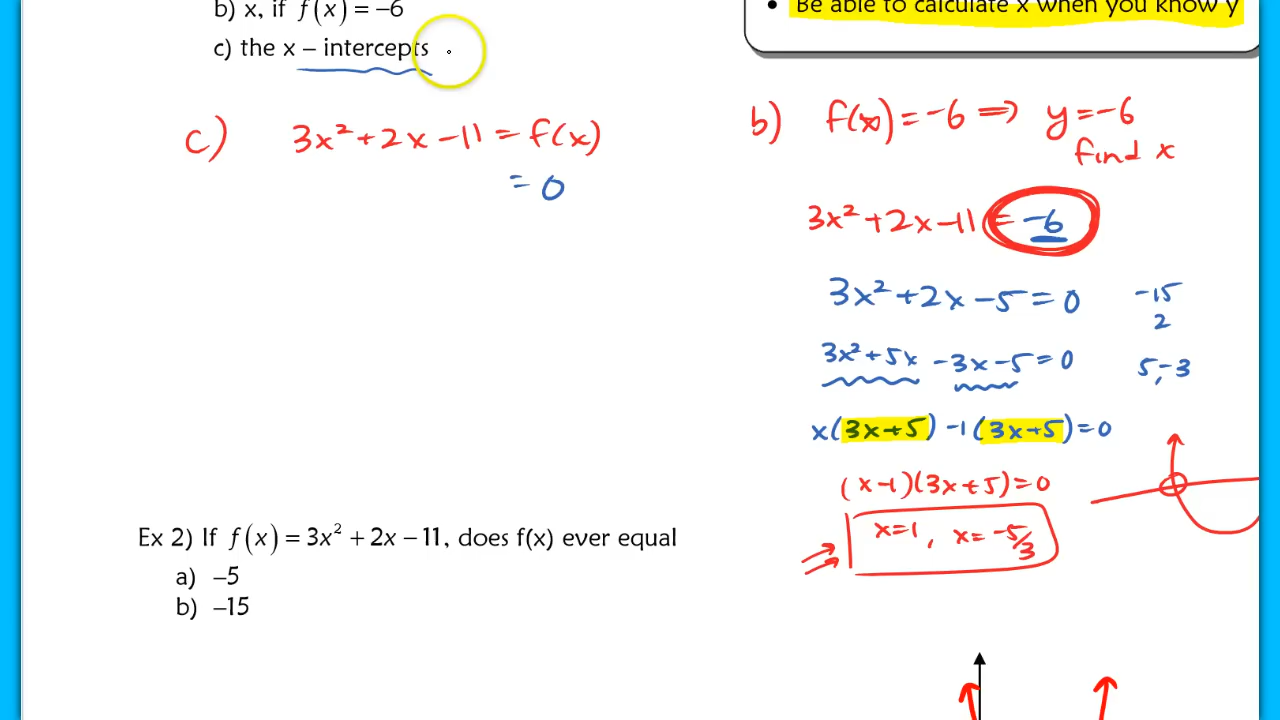 b) x, if f(x) = −6
c) the x − intercepts
• Be able to calculate x when you know y
c) 3x² + 2x − 11 = f(x)
= 0
b) f(x) = −6 ⇒ y = −6
find x
3x² + 2x − 11 = −6
3x² + 2x − 5 = 0
−15
2
3x² + 5x − 3x − 5 = 0
5, −3
x(3x + 5) − 1(3x + 5) = 0
(x − 1)(3x + 5) = 0
x = 1, x = −5/3
Ex 2) If f(x) = 3x² + 2x − 11, does f(x) ever equal
a) −5
b) −15